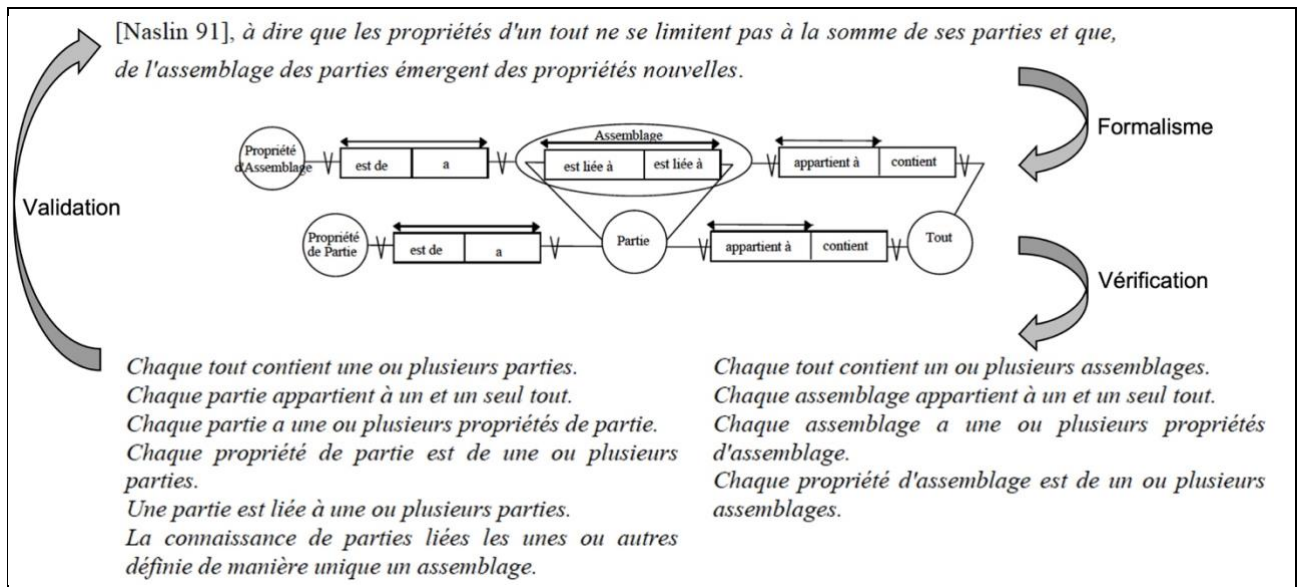 [Naslin 91], à dire que les propriétés d'un tout ne se limitent pas à la somme de ses parties et que,
de l'assemblage des parties émergent des propriétés nouvelles.
Formalisme
Assemblage
Propriété
d'Assemblage
est de
a
est liée à
est liée à
appartient à
contient
Validation
Propriété
de Partie
est de
a
Partie
appartient à
contient
Tout
Vérification
Chaque tout contient une ou plusieurs parties.
Chaque partie appartient à un et un seul tout.
Chaque partie a une ou plusieurs propriétés de partie.
Chaque propriété de partie est de une ou plusieurs
parties.
Une partie est liée à une ou plusieurs parties.
La connaissance de parties liées les unes ou autres
définie de manière unique un assemblage.
Chaque tout contient un ou plusieurs assemblages.
Chaque assemblage appartient à un et un seul tout.
Chaque assemblage a une ou plusieurs propriétés
d'assemblage.
Chaque propriété d'assemblage est de un ou plusieurs
assemblages.